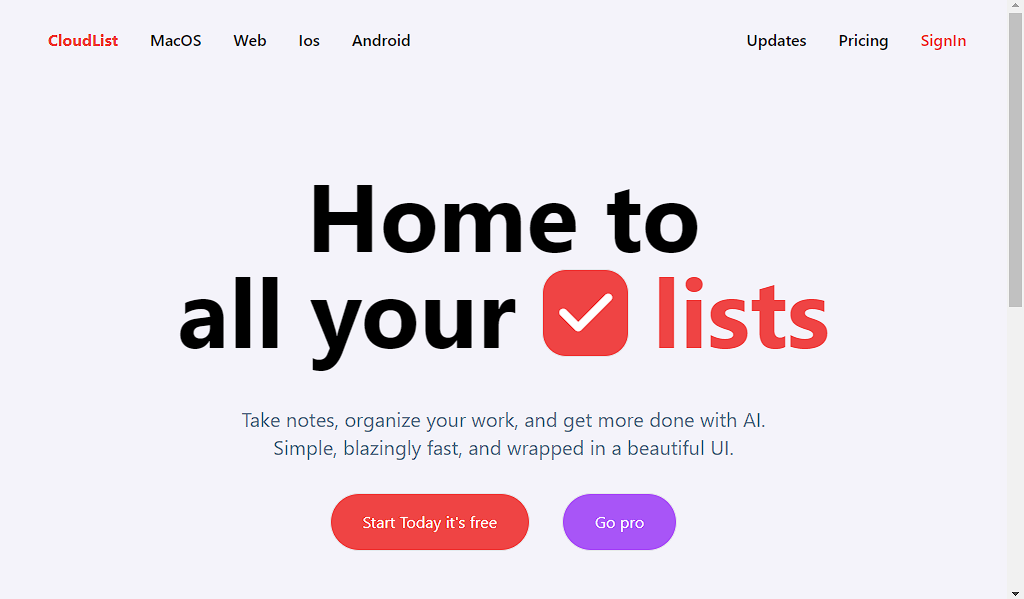 CloudList MacOS Web Ios Android Updates Pricing SignIn
Home to
all your lists
Take notes, organize your work, and get more done with AI.
Simple, blazingly fast, and wrapped in a beautiful UI.
Start Today it's free Go pro